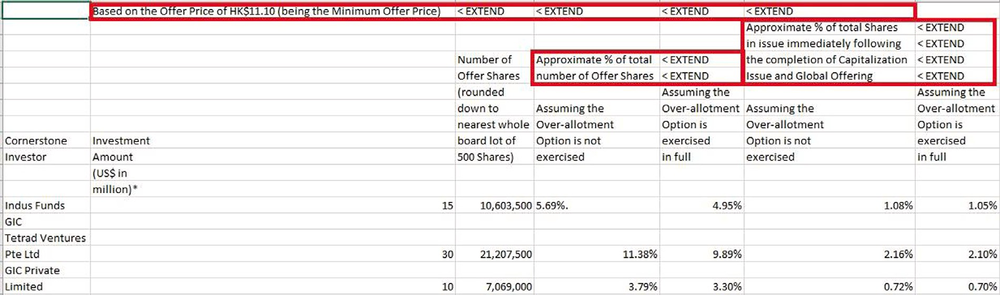 Based on the Offer Price of HK$11.10 (being the Minimum Offer Price) < EXTEND < EXTEND < EXTEND < EXTEND
Approximate % of total Shares < EXTEND
in issue immediately following < EXTEND
Number of Approximate % of total < EXTEND the completion of Capitalization < EXTEND
Offer Shares number of Offer Shares < EXTEND Issue and Global Offering < EXTEND
(rounded Assuming the Assuming the
down to Assuming the Over-allotment Assuming the Over-allotment
nearest whole Over-allotment Option is Over-allotment Option is
Cornerstone Investment board lot of Option is not exercised Option is not exercised
Investor Amount 500 Shares) exercised in full exercised in full
(US$ in
million)*
Indus Funds 15 10,603,500 5.69%. 4.95% 1.08% 1.05%
GIC
Tetrad Ventures
Pte Ltd 30 21,207,500 11.38% 9.89% 2.16% 2.10%
GIC Private
Limited 10 7,069,000 3.79% 3.30% 0.72% 0.70%